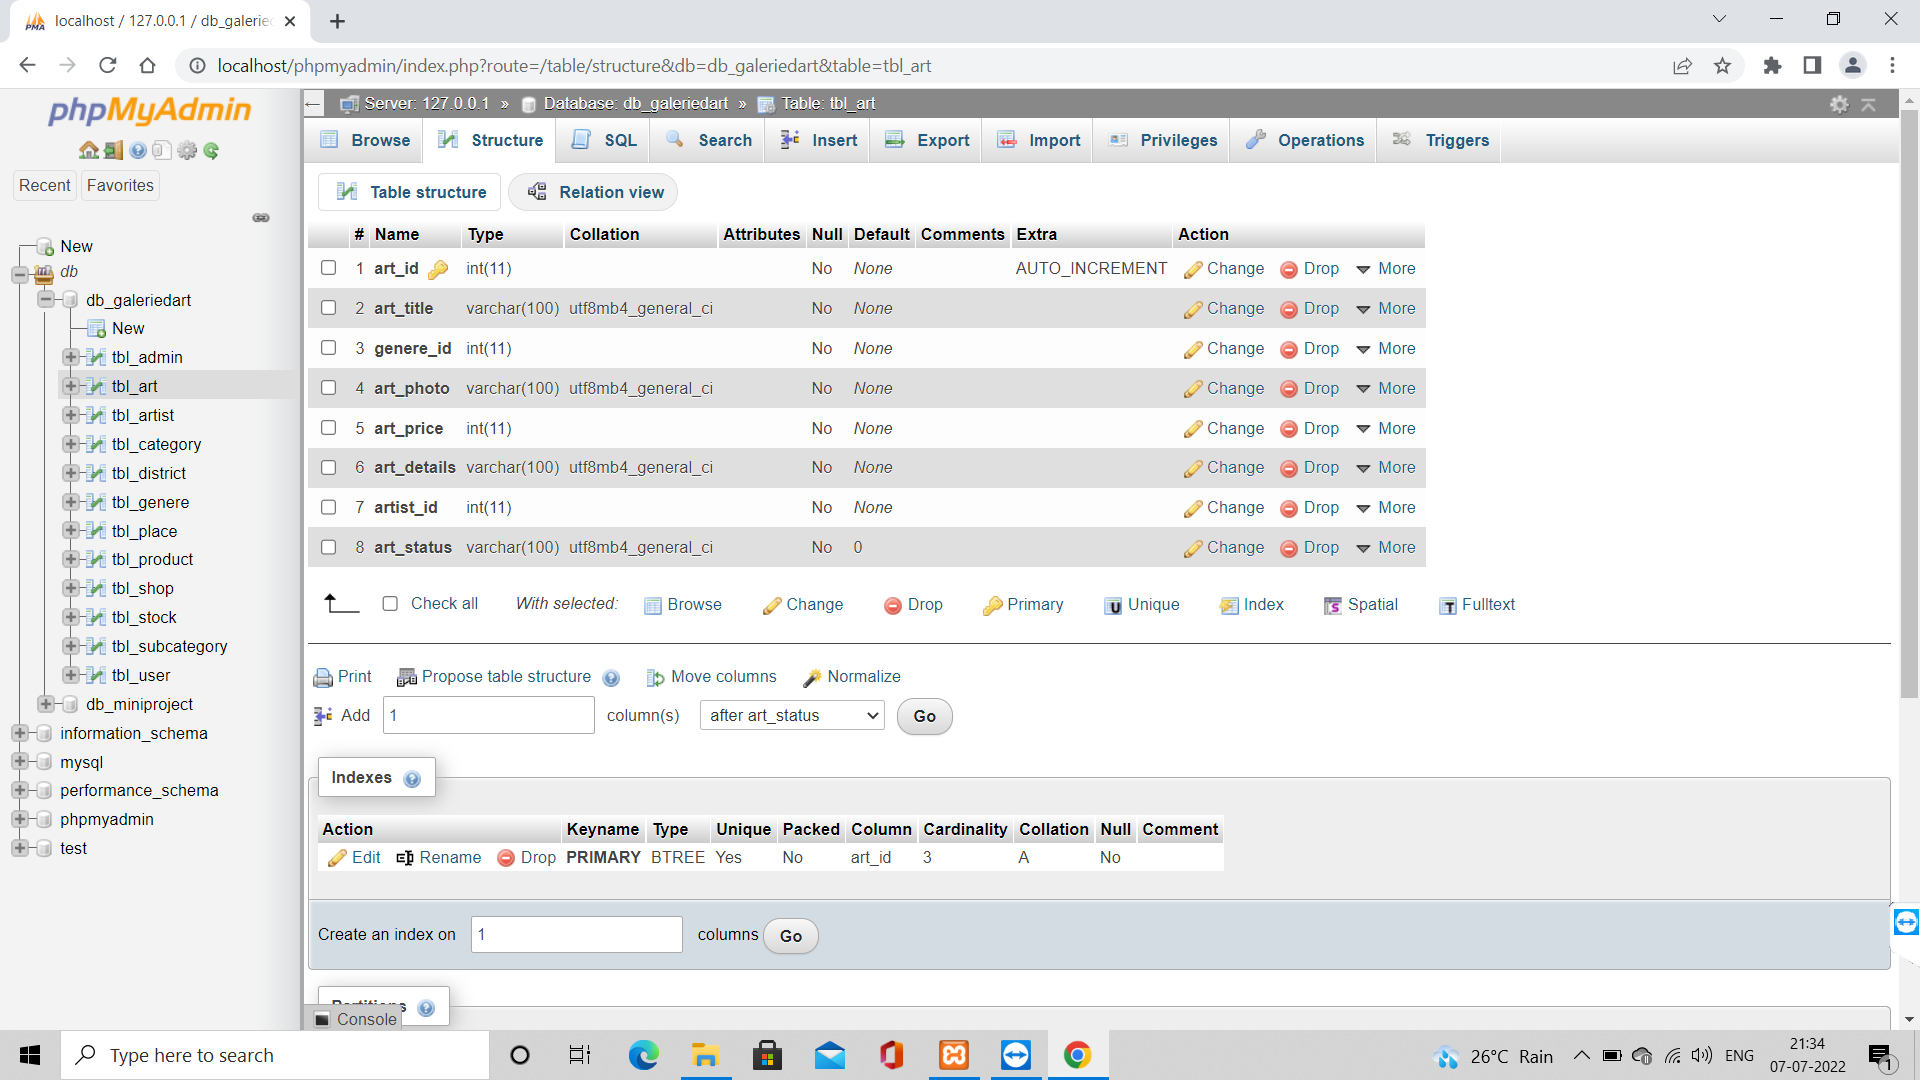 localhost / 127.0.0.1 / db_galerie
localhost/phpmyadmin/index.php?route=/table/structure&db=db_galeriedart&table=tbl_art
phpMyAdmin
Recent Favorites
New
db
db_galeriedart
New
tbl_admin
tbl_art
tbl_artist
tbl_category
tbl_district
tbl_genere
tbl_place
tbl_product
tbl_shop
tbl_stock
tbl_subcategory
tbl_user
db_miniproject
information_schema
mysql
performance_schema
phpmyadmin
test
Server: 127.0.0.1 » Database: db_galeriedart » Table: tbl_art
Browse Structure SQL Search Insert Export Import Privileges Operations Triggers
Table structure Relation view
# Name Type Collation Attributes Null Default Comments Extra Action
1 art_id int(11) No None AUTO_INCREMENT Change Drop More
2 art_title varchar(100) utf8mb4_general_ci No None Change Drop More
3 genere_id int(11) No None Change Drop More
4 art_photo varchar(100) utf8mb4_general_ci No None Change Drop More
5 art_price int(11) No None Change Drop More
6 art_details varchar(100) utf8mb4_general_ci No None Change Drop More
7 artist_id int(11) No None Change Drop More
8 art_status varchar(100) utf8mb4_general_ci No 0 Change Drop More
Check all With selected: Browse Change Drop Primary Unique Index Spatial Fulltext
Print Propose table structure Move columns Normalize
Add 1 column(s) after art_status Go
Indexes
Action Keyname Type Unique Packed Column Cardinality Collation Null Comment
Edit Rename Drop PRIMARY BTREE Yes No art_id 3 A No
Create an index on 1 columns Go
Partitions
Console
Type here to search
26°C Rain
ENG
21:34
07-07-2022
1